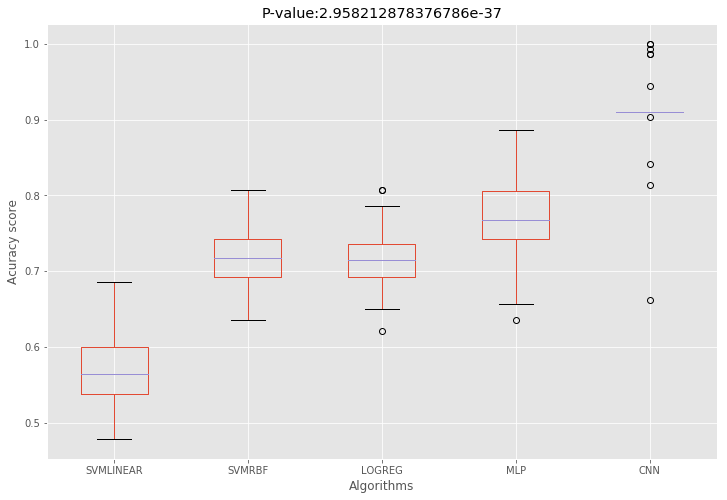 P-value:2.958212878376786e-37
1.0
0.9
0.8
0.7
0.6
0.5
Acuracy score
SVMLINEAR SVMRBF LOGREG MLP CNN
Algorithms